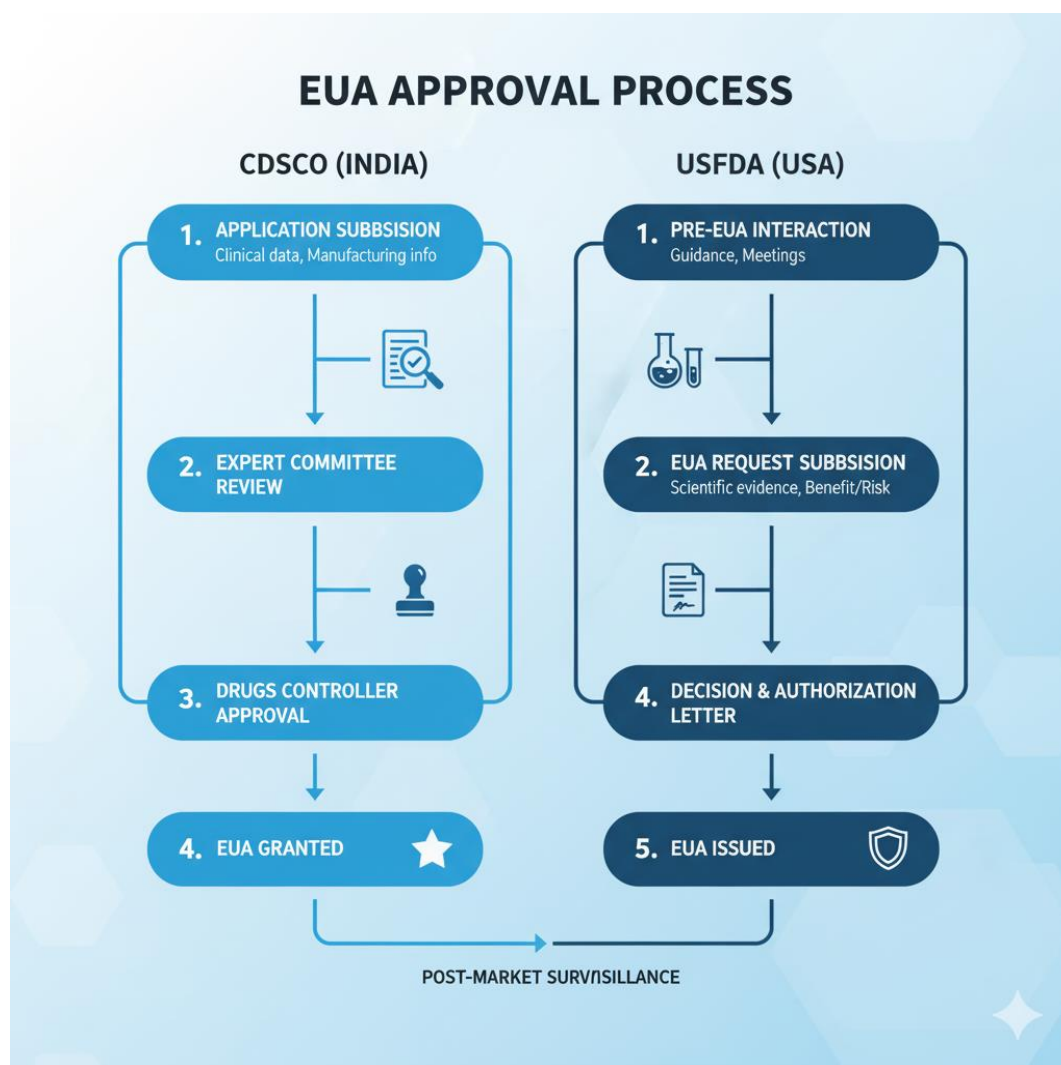 EUA APPROVAL PROCESS
CDSCO (INDIA)
1. APPLICATION SUBBSISION
Clinical data, Manufacturing info
2. EXPERT COMMITTEE
REVIEW
3. DRUGS CONTROLLER
APPROVAL
4. EUA GRANTED
USFDA (USA)
1. PRE-EUA INTERACTION
Guidance, Meetings
2. EUA REQUEST SUBBSISION
Scientific evidence, Benefit/Risk
4. DECISION & AUTHORIZATION
LETTER
5. EUA ISSUED
POST-MARKET SURV/ISILLANCE